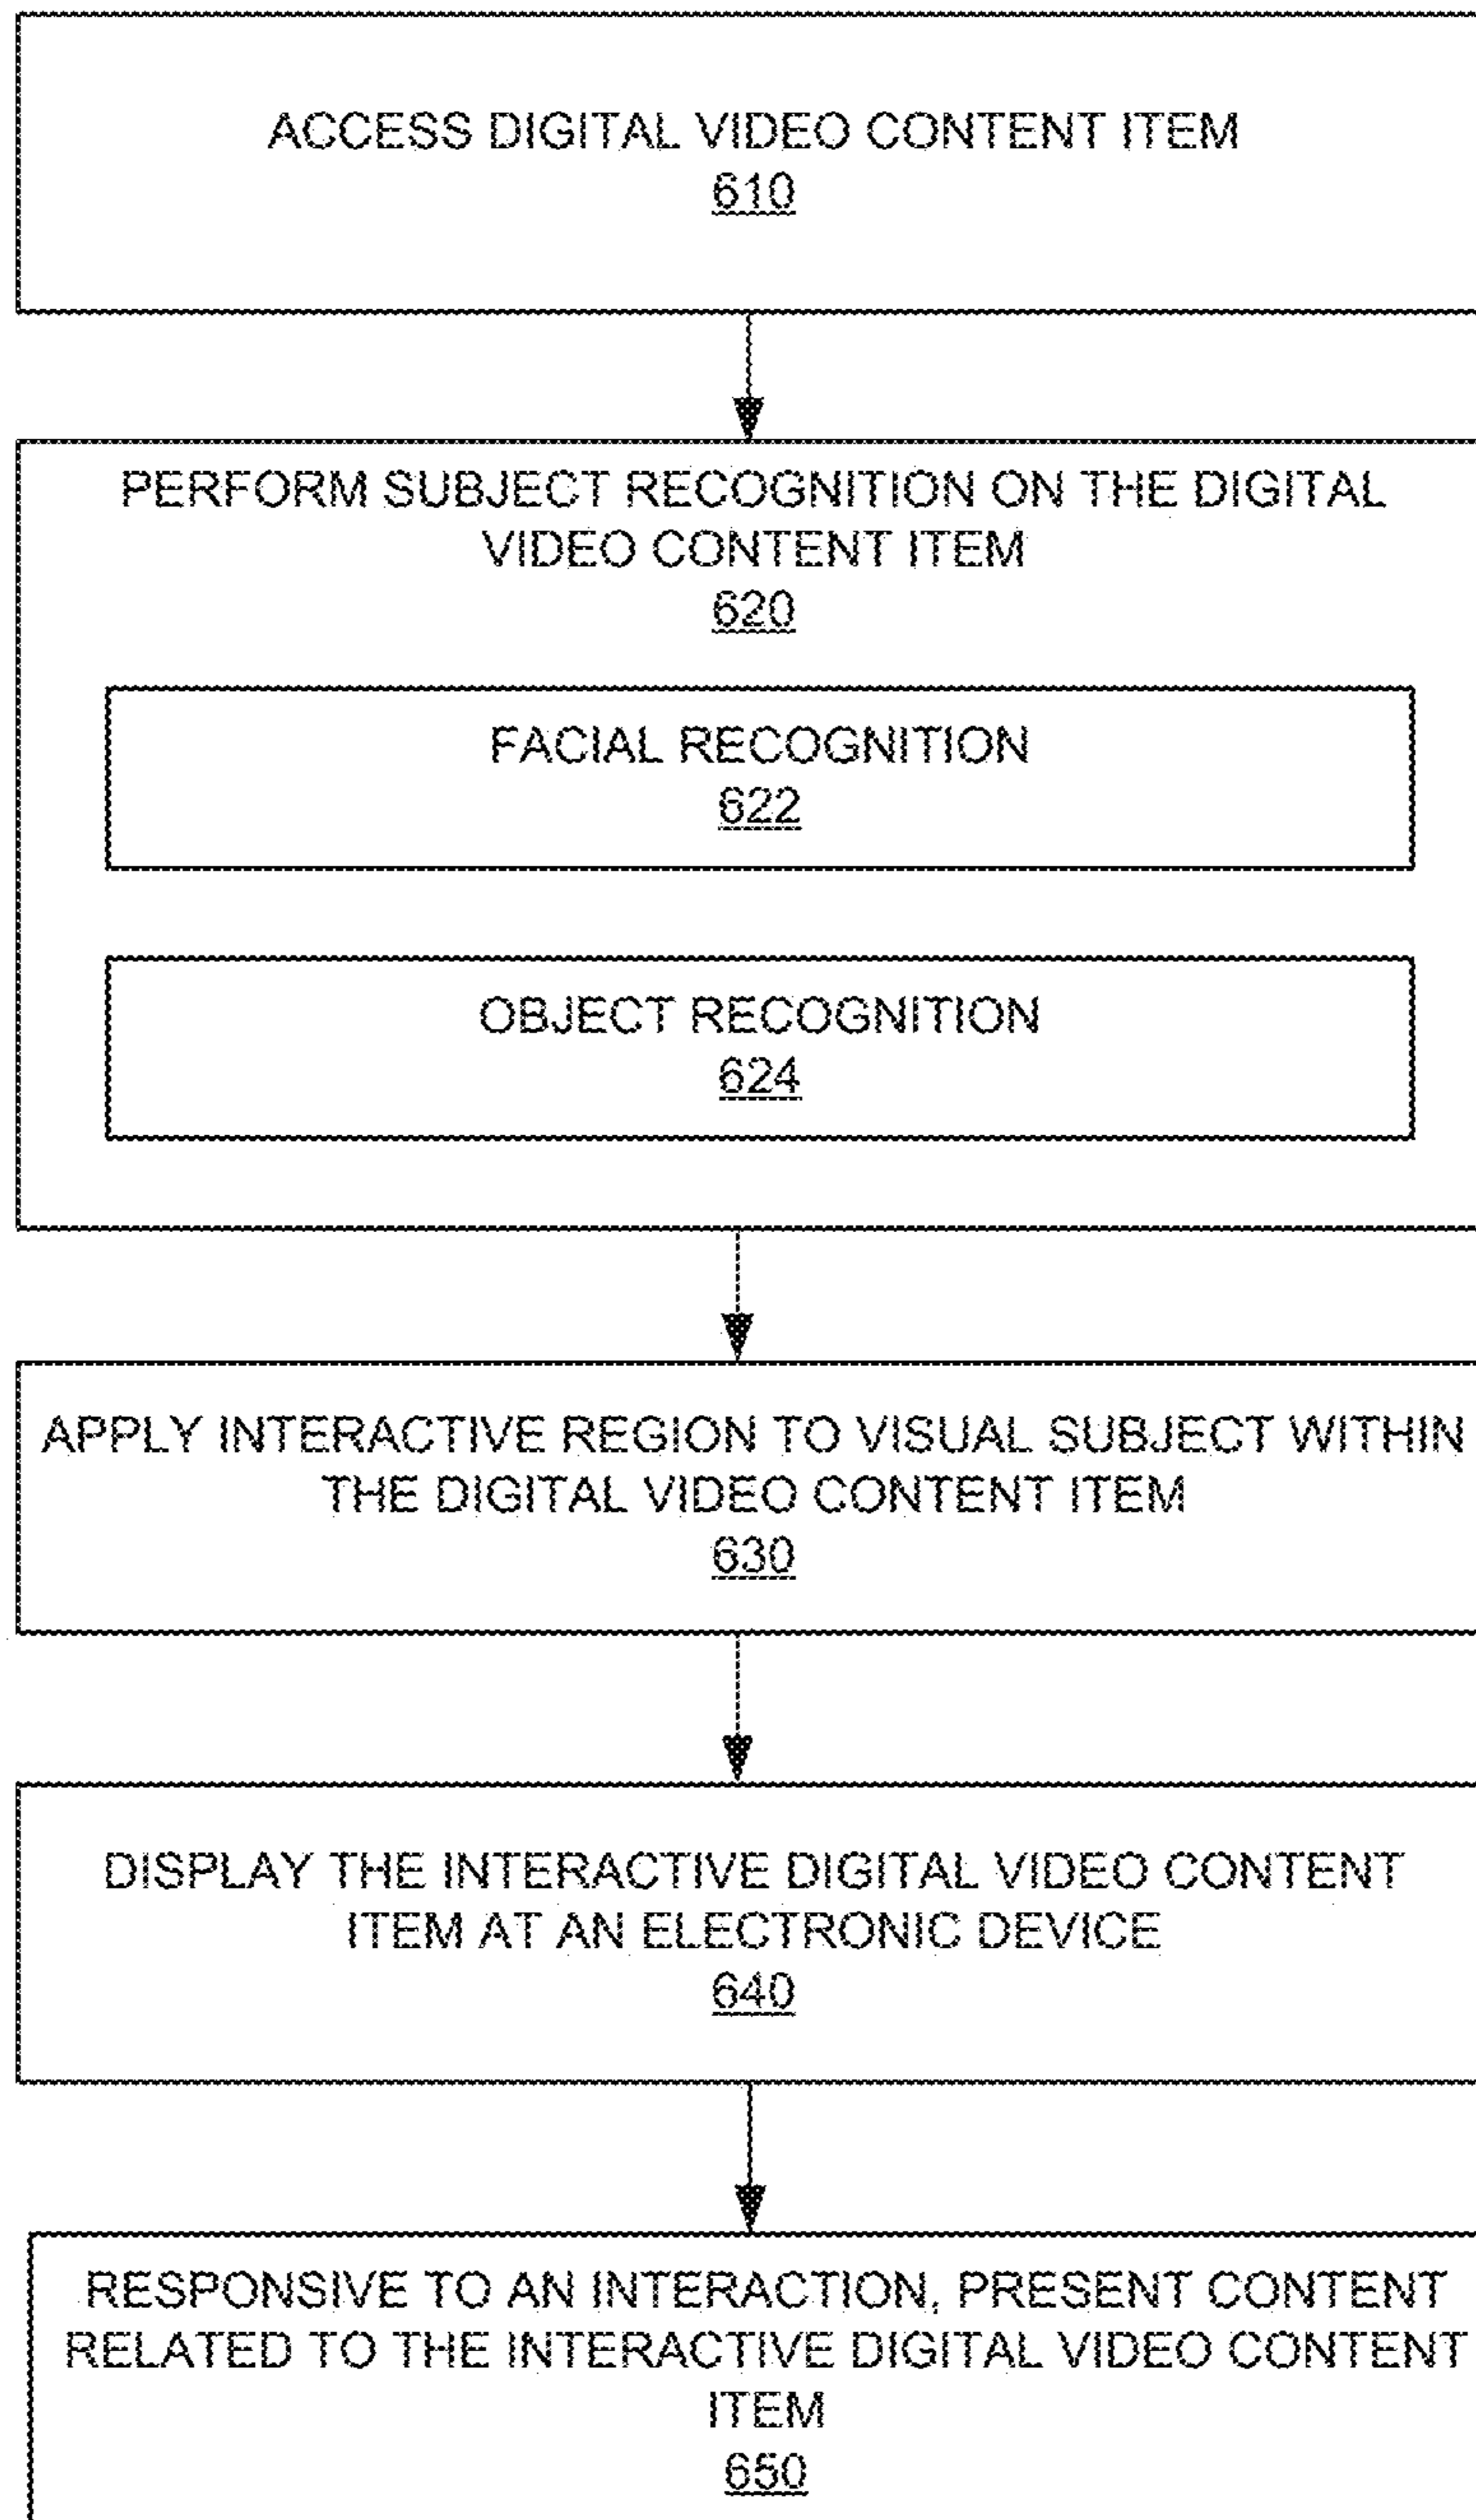 ACCESS DIGITAL VIDEO CONTENT ITEM
610
PERFORM SUBJECT RECOGNITION ON THE DIGITAL
VIDEO CONTENT ITEM
620
FACIAL RECOGNITION
622
OBJECT RECOGNITION
624
APPLY INTERACTIVE REGION TO VISUAL SUBJECT WITHIN
THE DIGITAL VIDEO CONTENT ITEM
630
DISPLAY THE INTERACTIVE DIGITAL VIDEO CONTENT
ITEM AT AN ELECTRONIC DEVICE
640
RESPONSIVE TO AN INTERACTION, PRESENT CONTENT
RELATED TO THE INTERACTIVE DIGITAL VIDEO CONTENT
ITEM
650